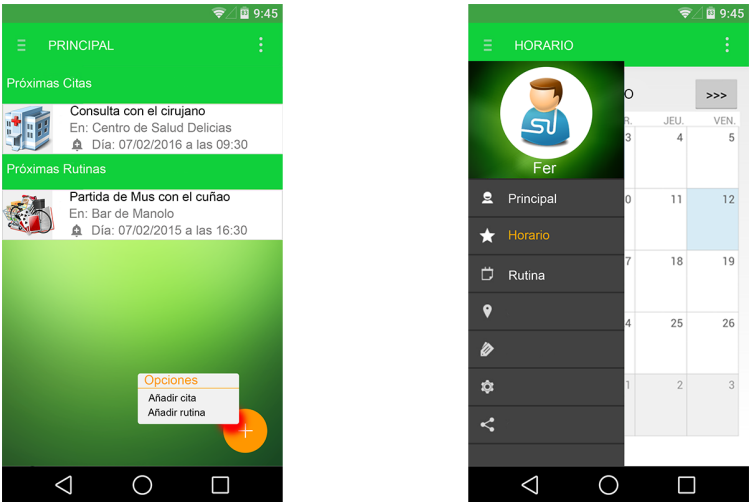 9:45
PRINCIPAL
Próximas Citas
Consulta con el cirujano
En: Centro de Salud Delicias
Día: 07/02/2016 a las 09:30
Próximas Rutinas
Partida de Mus con el cuñao
En: Bar de Manolo
Día: 07/02/2015 a las 16:30
Opciones
Añadir cita
Añadir rutina
9:45
HORARIO
O >>>
R. JEU. VEN.
3 4 5
0 11 12
7 18 19
4 25 26
1 2 3
Fer
Principal
Horario
Rutina